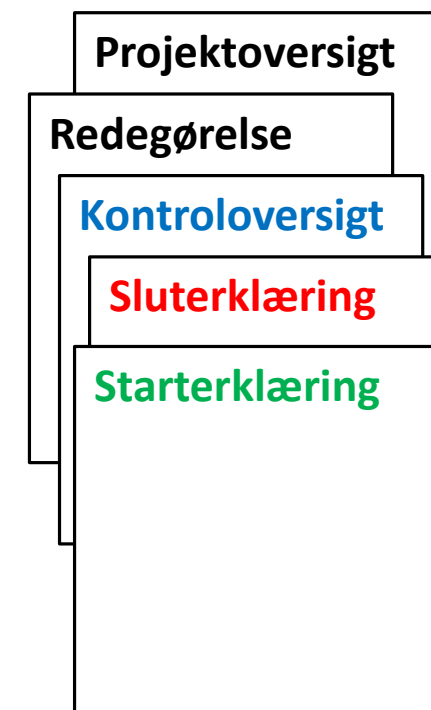 Projektoversigt
Redegørelse
Kontroloversigt
Sluterklæring
Starterklæring